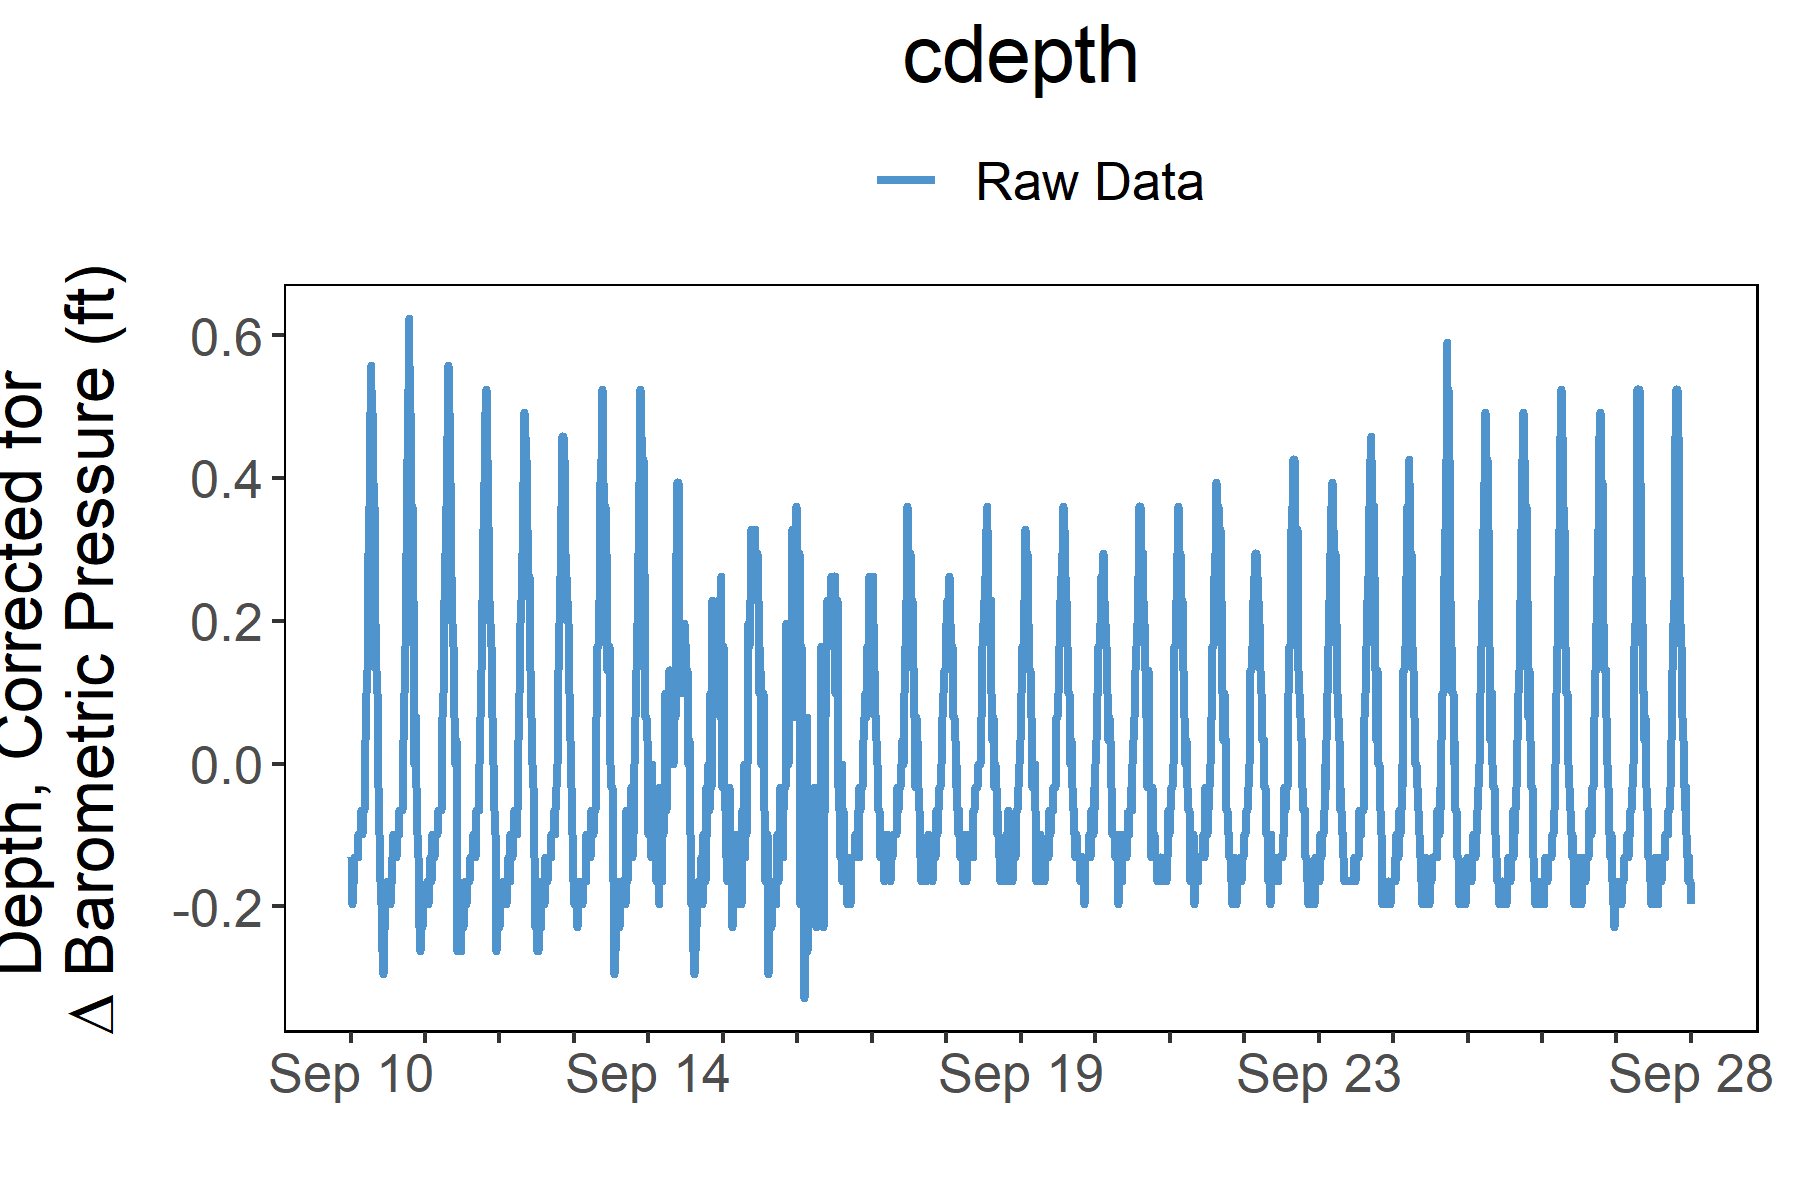 cdepth
Raw Data
Depth, Corrected for
Δ Barometric Pressure (ft)
0.6
0.4
0.2
0.0
-0.2
Sep 10 Sep 14 Sep 19 Sep 23 Sep 28